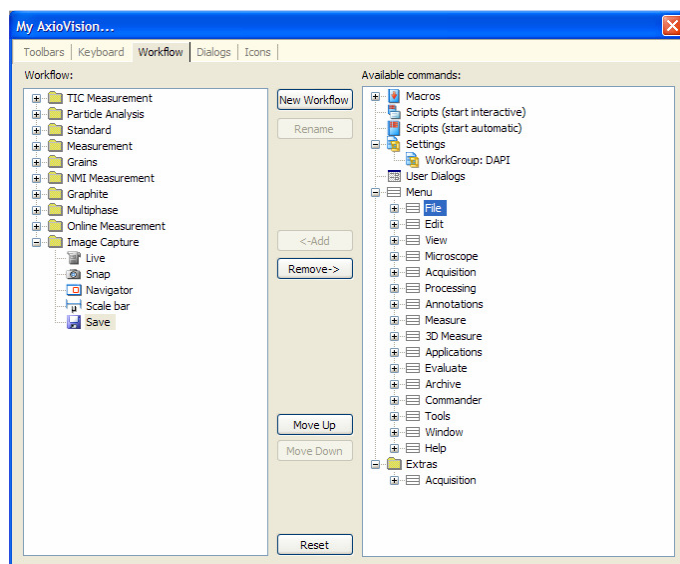 My AxioVision...
Toolbars Keyboard Workflow Dialogs Icons
Workflow:
TIC Measurement
Particle Analysis
Standard
Measurement
Grains
NMI Measurement
Graphite
Multiphase
Online Measurement
Image Capture
Live
Snap
Navigator
μ Scale bar
Save
New Workflow
Rename
<-Add
Remove->
Move Up
Move Down
Reset
Available commands:
Macros
Scripts (start interactive)
Scripts (start automatic)
Settings
WorkGroup: DAPI
User Dialogs
Menu
File
Edit
View
Microscope
Acquisition
Processing
Annotations
Measure
3D Measure
Applications
Evaluate
Archive
Commander
Tools
Window
Help
Extras
Acquisition